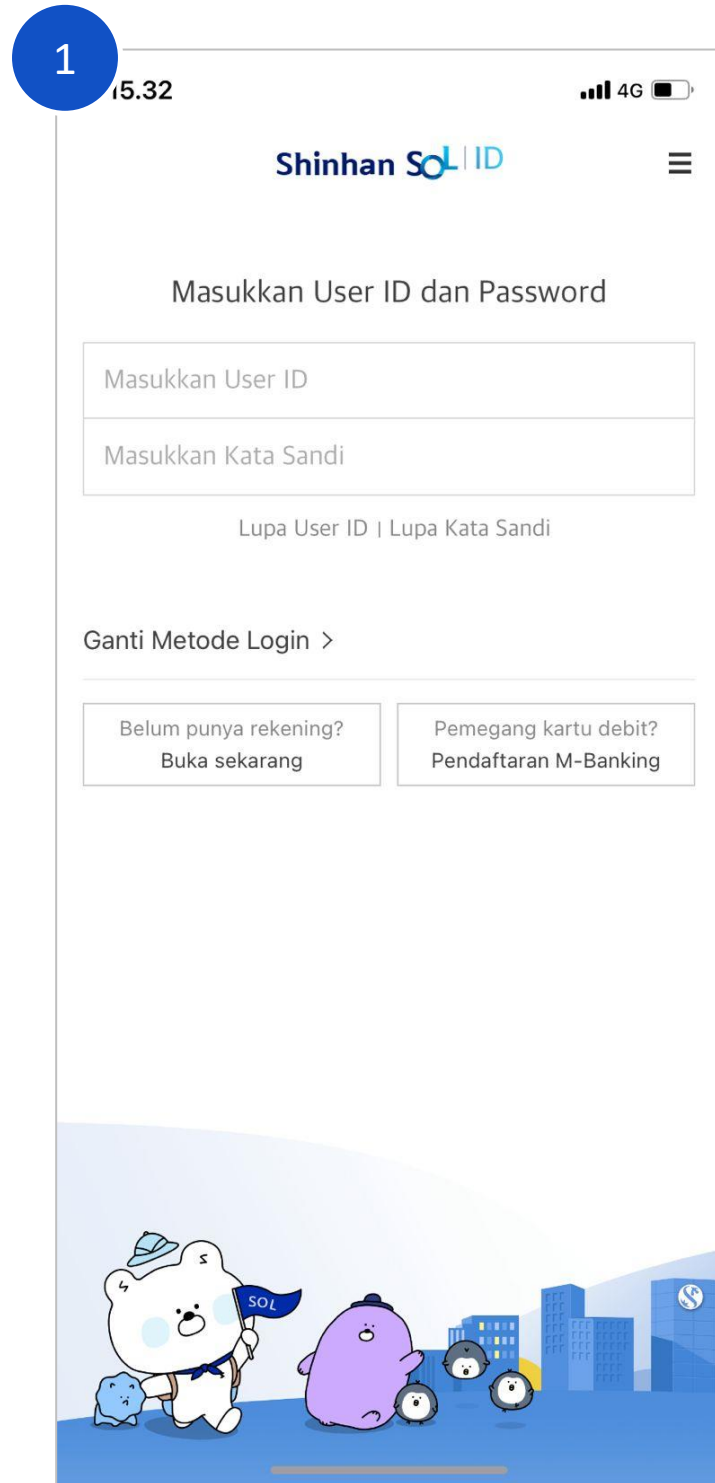 1
15.32 4G
Shinhan SOL ID
Masukkan User ID dan Password
Masukkan User ID
Masukkan Kata Sandi
Lupa User ID | Lupa Kata Sandi
Ganti Metode Login >
Belum punya rekening?
Buka sekarang
Pemegang kartu debit?
Pendaftaran M-Banking
SOL